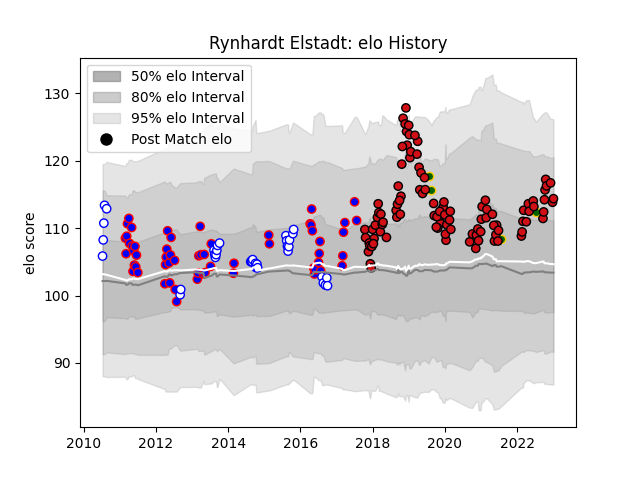 Rynhardt Elstadt: elo History
50% elo Interval
80% elo Interval
95% elo Interval
Post Match elo
elo score
130
120
110
100
90
2010
2012
2014
2016
2018
2020
2022